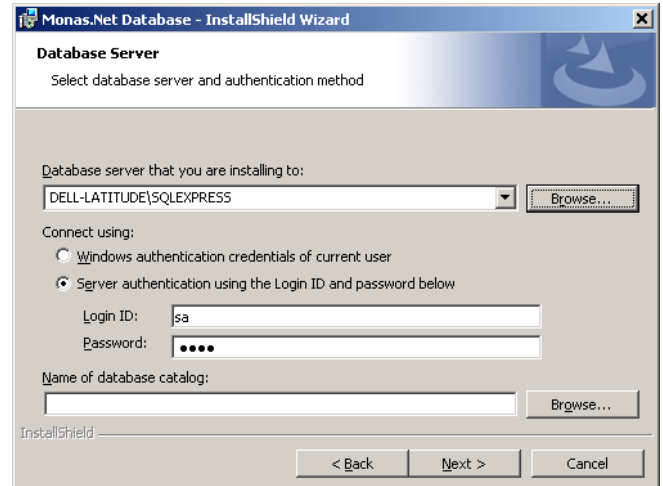 Monas.Net Database - InstallShield Wizard
Database Server
Select database server and authentication method
Database server that you are installing to:
DELL-LATITUDE\SQLEXPRESS
Browse...
Connect using:
Windows authentication credentials of current user
Server authentication using the Login ID and password below
Login ID:
sa
Password:
●●●●
Name of database catalog:
Browse...
InstallShield
< Back
Next >
Cancel